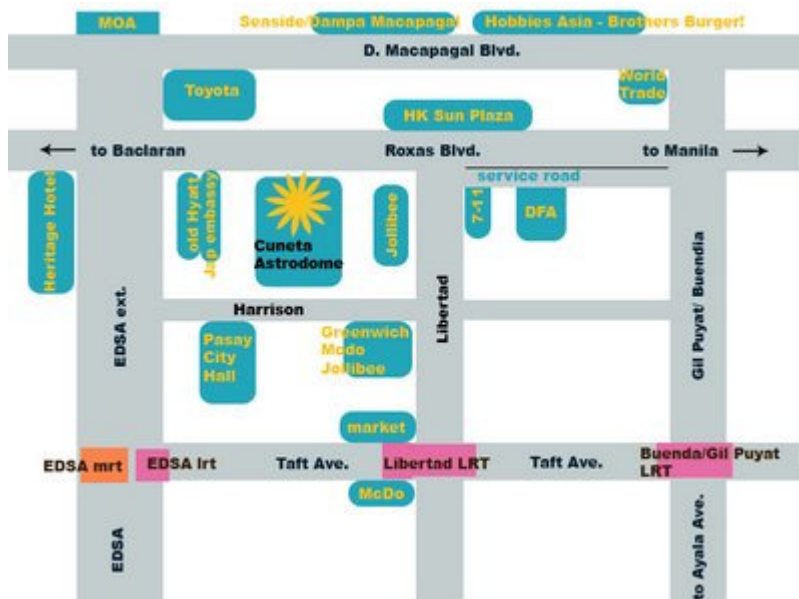 MOA
Seaside/Dampa Macapagal
Hobbies Asia - Brothers Burger!
D. Macapagal Blvd.
Toyota
World
Trade
HK Sun Plaza
to Baclaran
Roxas Blvd.
to Manila
service road
Heritage Hotel
old Hyatt
Jap embassy
Cuneta
Astrodome
Jollibee
7-11
DFA
EDSA ext.
Harrison
Libertad
Gil Puyat/ Buendia
Pasay
City
Hall
Greenwich
Mcdo
Jollibee
market
EDSA mrt
EDSA lrt
Taft Ave.
Libertad LRT
Taft Ave.
Buenda/Gil Puyat
LRT
McDo
EDSA
to Ayala Ave.